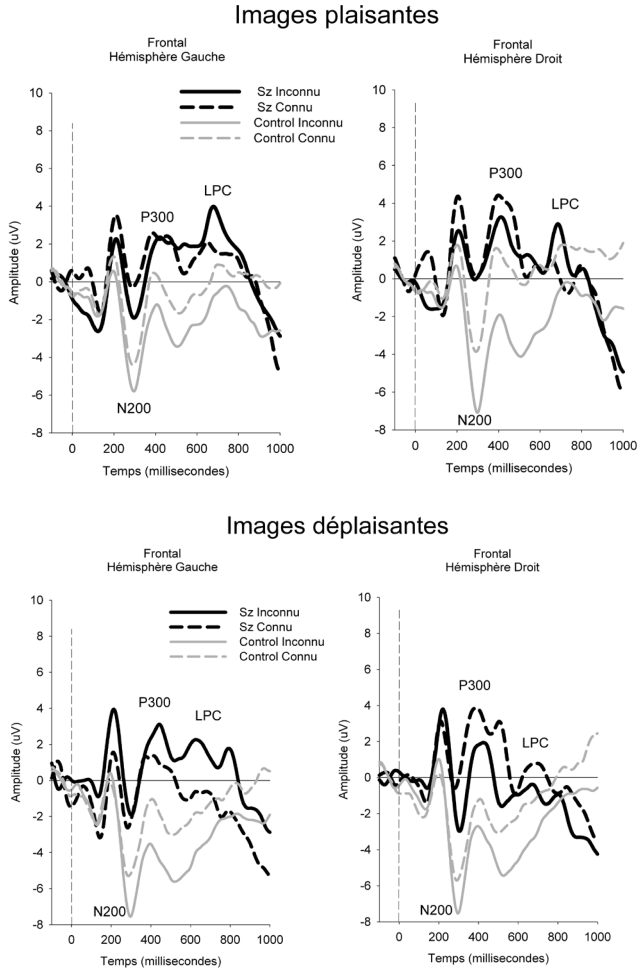 Images plaisantes
Frontal
Hémisphère Gauche
Frontal
Hémisphère Droit
Sz Inconnu
Sz Connu
Control Inconnu
Control Connu
10
8
6
4
2
0
-2
-4
-6
-8
Amplitude (uV)
P300
LPC
N200
0
200
400
600
800
1000
Temps (millisecondes)
10
8
6
4
2
0
-2
-4
-6
-8
Amplitude (uV)
P300
LPC
N200
0
200
400
600
800
1000
Temps (millisecondes)
Images déplaisantes
Frontal
Hémisphère Gauche
Frontal
Hémisphère Droit
Sz Inconnu
Sz Connu
Control Inconnu
Control Connu
10
8
6
4
2
0
-2
-4
-6
-8
Amplitude (uV)
P300
LPC
N200
0
200
400
600
800
1000
Temps (millisecondes)
10
8
6
4
2
0
-2
-4
-6
-8
Amplitude (uV)
P300
LPC
N200
0
200
400
600
800
1000
Temps (millisecondes)